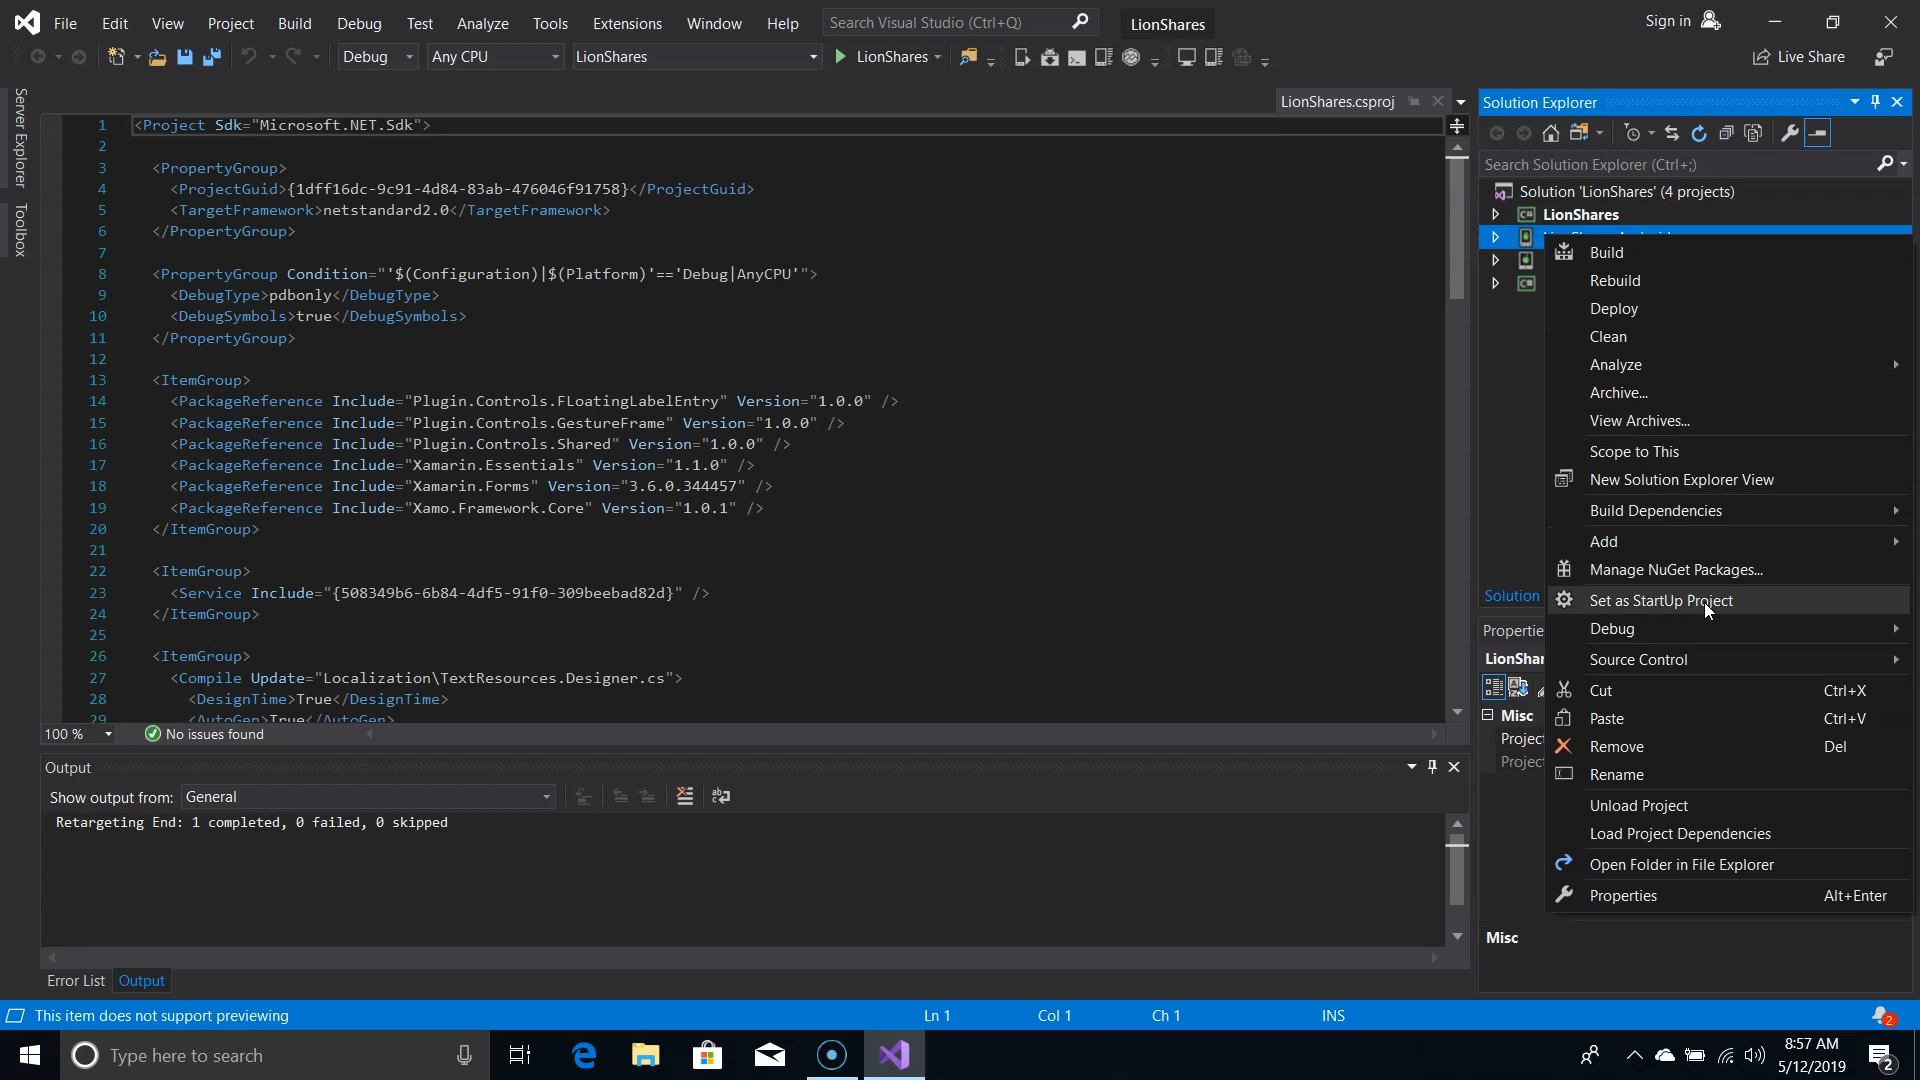 File Edit View Project Build Debug Test Analyze Tools Extensions Window Help Search Visual Studio (Ctrl+Q) LionShares Sign in
Debug Any CPU LionShares LionShares Live Share
Server Explorer
Toolbox
LionShares.csproj
1 <Project Sdk="Microsoft.NET.Sdk">
2
3 <PropertyGroup>
4 <ProjectGuid>{1dff16dc-9c91-4d84-83ab-476046f91758}</ProjectGuid>
5 <TargetFramework>netstandard2.0</TargetFramework>
6 </PropertyGroup>
7
8 <PropertyGroup Condition="'$(Configuration)|$(Platform)'=='Debug|AnyCPU'">
9 <DebugType>pdbonly</DebugType>
10 <DebugSymbols>true</DebugSymbols>
11 </PropertyGroup>
12
13 <ItemGroup>
14 <PackageReference Include="Plugin.Controls.FLoatingLabelEntry" Version="1.0.0" />
15 <PackageReference Include="Plugin.Controls.GestureFrame" Version="1.0.0" />
16 <PackageReference Include="Plugin.Controls.Shared" Version="1.0.0" />
17 <PackageReference Include="Xamarin.Essentials" Version="1.1.0" />
18 <PackageReference Include="Xamarin.Forms" Version="3.6.0.344457" />
19 <PackageReference Include="Xamo.Framework.Core" Version="1.0.1" />
20 </ItemGroup>
21
22 <ItemGroup>
23 <Service Include="{508349b6-6b84-4df5-91f0-309beebad82d}" />
24 </ItemGroup>
25
26 <ItemGroup>
27 <Compile Update="Localization\TextResources.Designer.cs">
28 <DesignTime>True</DesignTime>
29 <AutoGen>True</AutoGen>
100 % No issues found
Output
Show output from: General
Retargeting End: 1 completed, 0 failed, 0 skipped
Error List Output
Solution Explorer
Search Solution Explorer (Ctrl+;)
Solution 'LionShares' (4 projects)
LionShares
Build
Rebuild
Deploy
Clean
Analyze
Archive...
View Archives...
Scope to This
New Solution Explorer View
Build Dependencies
Add
Manage NuGet Packages...
Set as StartUp Project
Debug
Source Control
Cut Ctrl+X
Paste Ctrl+V
Remove Del
Rename
Unload Project
Load Project Dependencies
Open Folder in File Explorer
Properties Alt+Enter
Solution
Propertie
LionShar
Misc
Project
Project
Misc
This item does not support previewing Ln 1 Col 1 Ch 1 INS 2
Type here to search
8:57 AM
5/12/2019
2